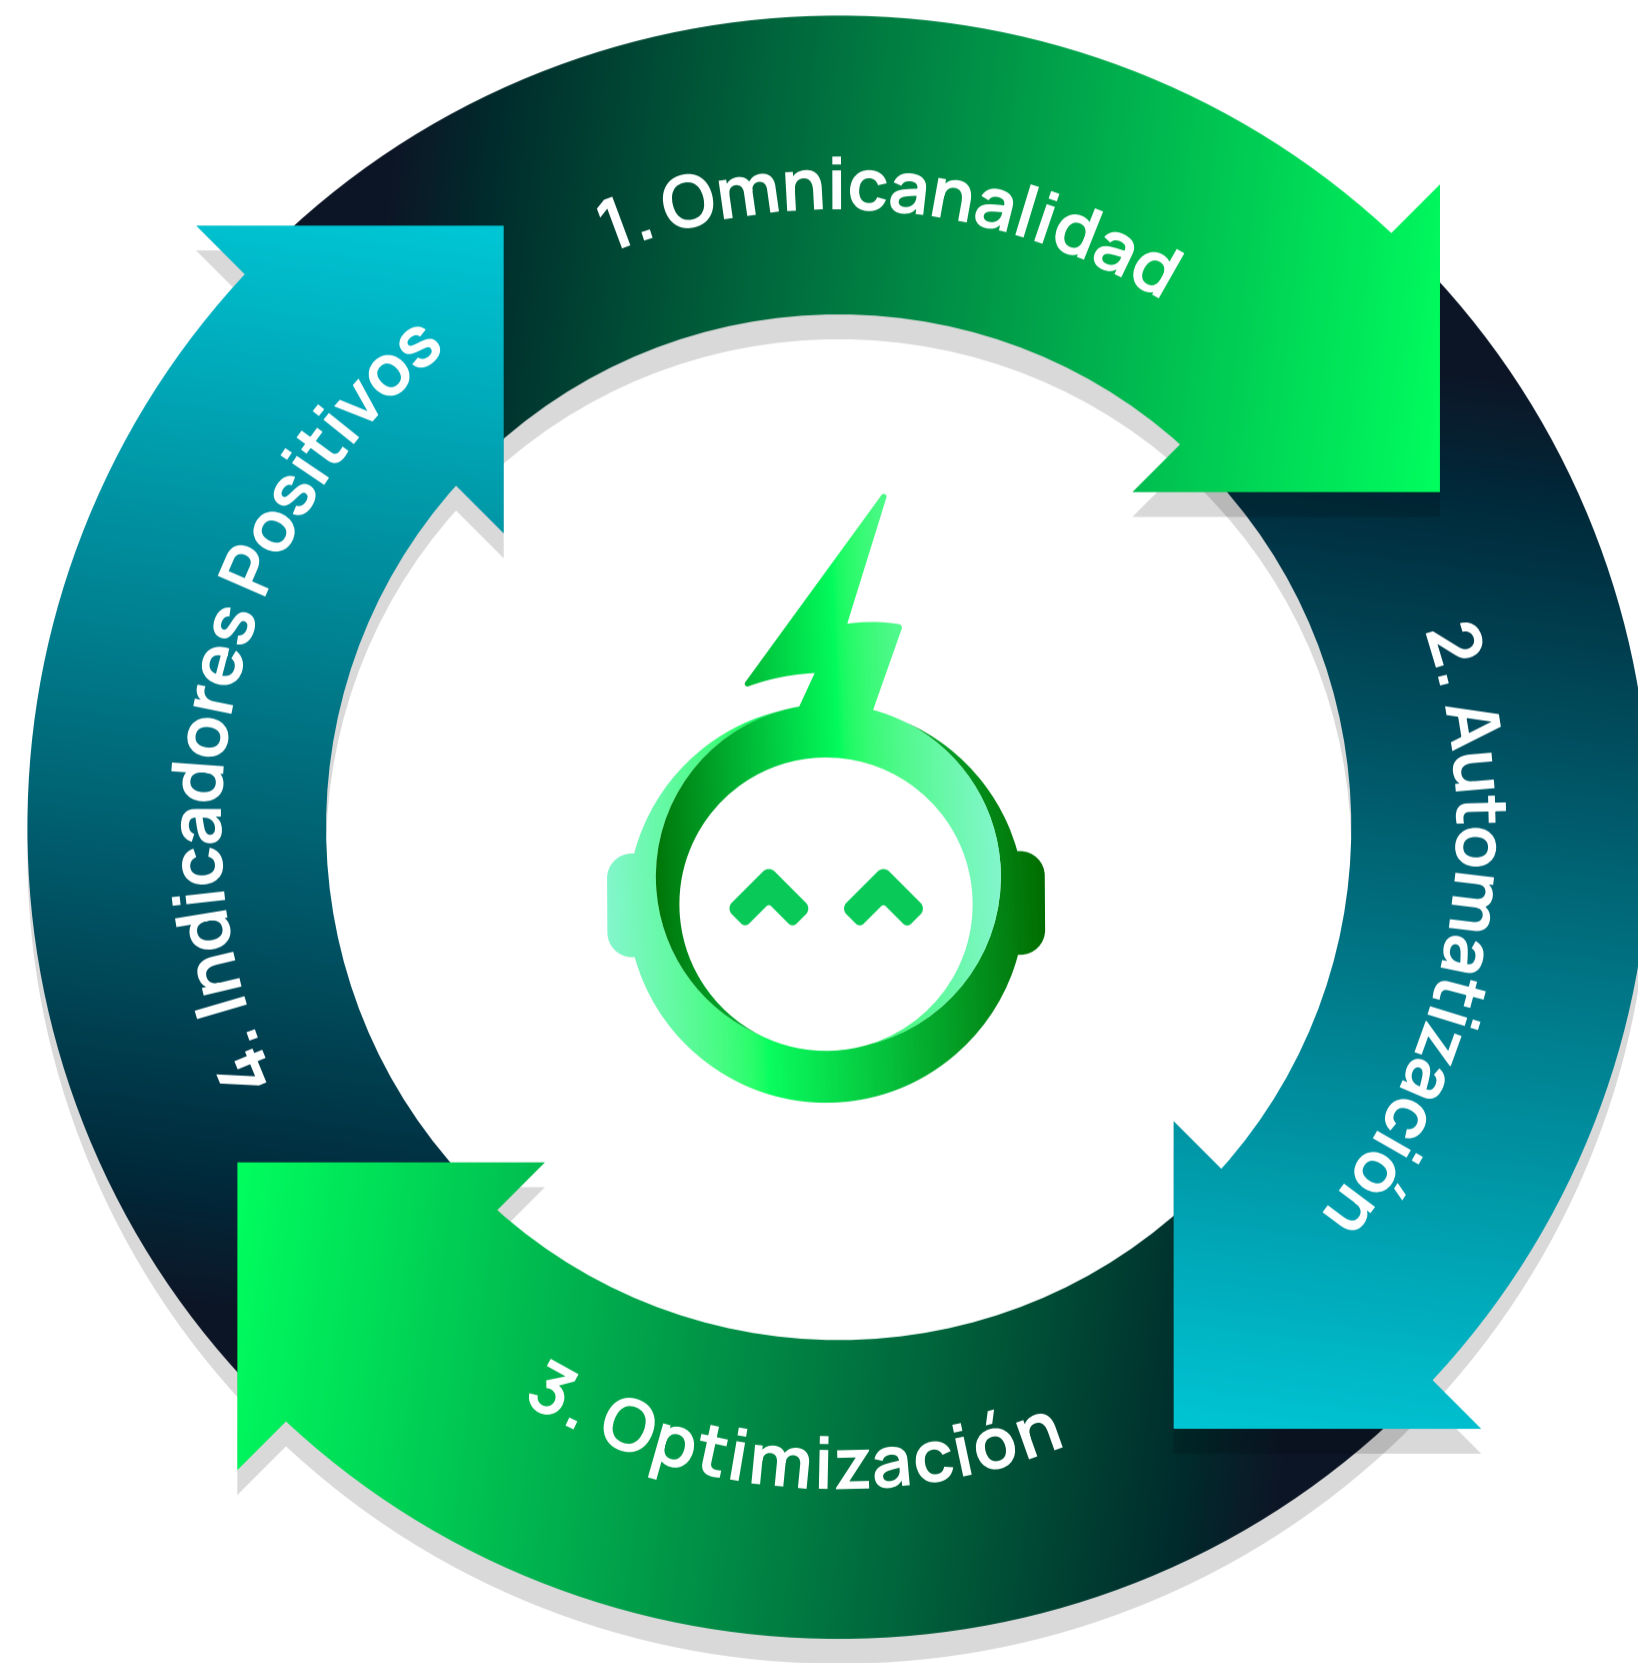 1. Omnicanalidad
2. Automatización
3. Optimización
4. Indicadores Positivos